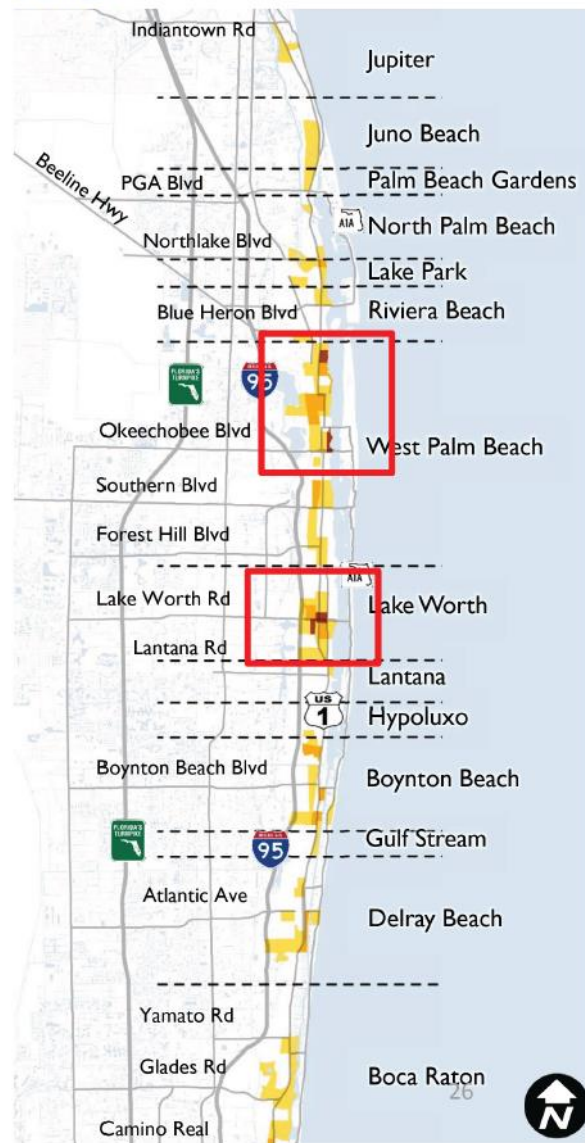 Indiantown Rd
Jupiter
Juno Beach
Beeline Hwy
PGA Blvd
Palm Beach Gardens
A1A
North Palm Beach
Northlake Blvd
Lake Park
Blue Heron Blvd
Riviera Beach
FLORIDA'S
TURNPIKE
95
Okeechobee Blvd
West Palm Beach
Southern Blvd
Forest Hill Blvd
A1A
Lake Worth Rd
Lake Worth
Lantana Rd
Lantana
US
1
Hypoluxo
Boynton Beach Blvd
Boynton Beach
FLORIDA'S
TURNPIKE
95
Gulf Stream
Atlantic Ave
Delray Beach
Yamato Rd
Glades Rd
Boca Raton
26
Camino Real
N